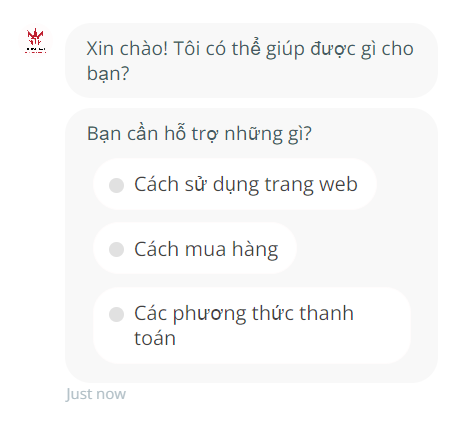 Xin chào! Tôi có thể giúp được gì cho
bạn?
Bạn cần hỗ trợ những gì?
Cách sử dụng trang web
Cách mua hàng
Các phương thức thanh
toán
Just now